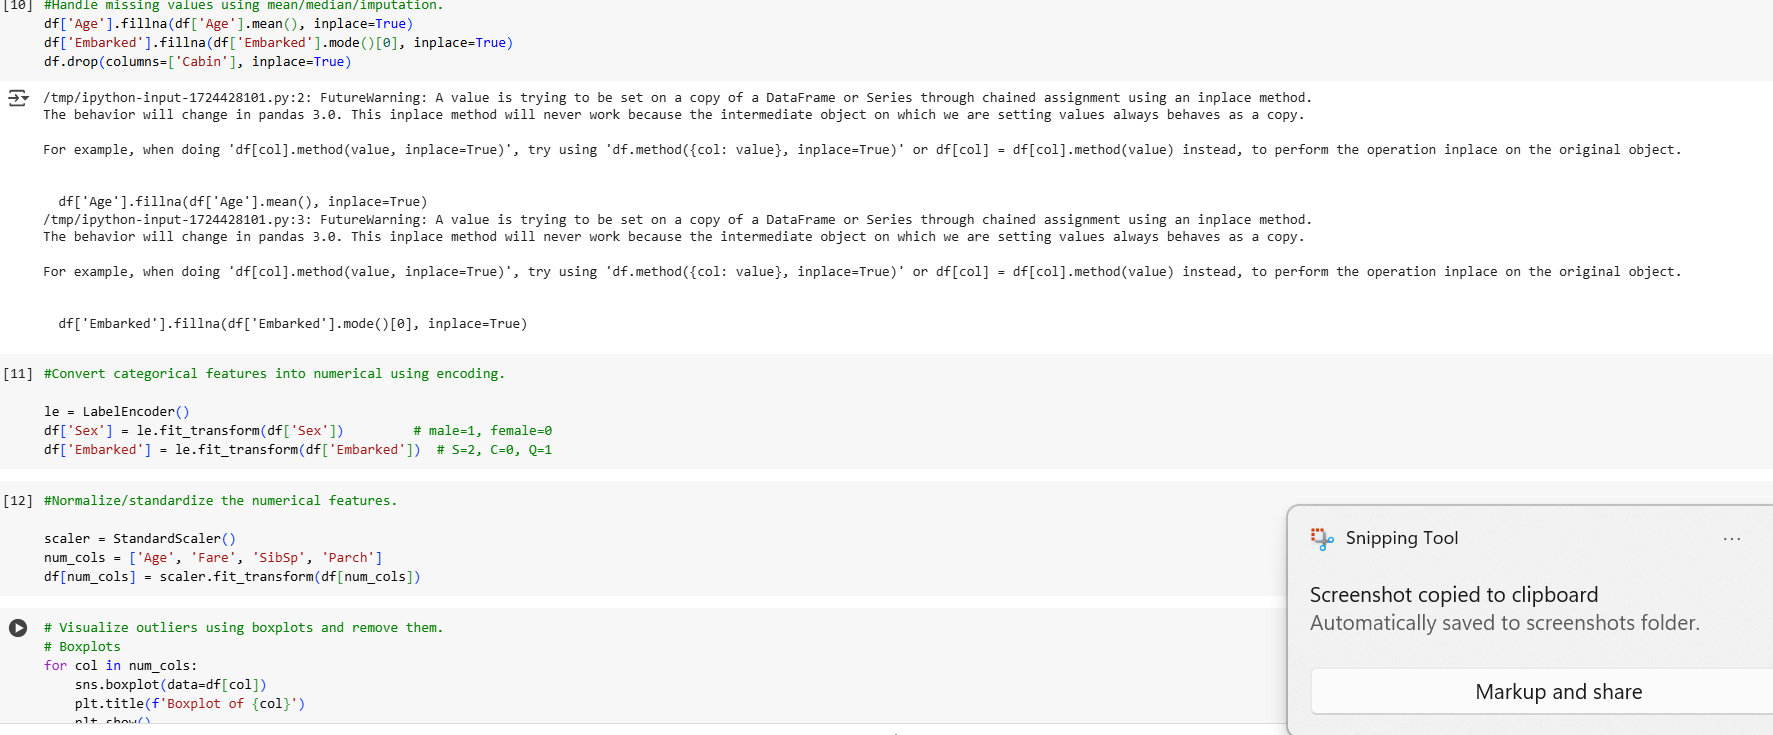 [10] #Handle missing values using mean/median/imputation.
df['Age'].fillna(df['Age'].mean(), inplace=True)
df['Embarked'].fillna(df['Embarked'].mode()[0], inplace=True)
df.drop(columns=['Cabin'], inplace=True)
/tmp/ipython-input-1724428101.py:2: FutureWarning: A value is trying to be set on a copy of a DataFrame or Series through chained assignment using an inplace method.
The behavior will change in pandas 3.0. This inplace method will never work because the intermediate object on which we are setting values always behaves as a copy.
For example, when doing 'df[col].method(value, inplace=True)', try using 'df.method({col: value}, inplace=True)' or df[col] = df[col].method(value) instead, to perform the operation inplace on the original object.
df['Age'].fillna(df['Age'].mean(), inplace=True)
/tmp/ipython-input-1724428101.py:3: FutureWarning: A value is trying to be set on a copy of a DataFrame or Series through chained assignment using an inplace method.
The behavior will change in pandas 3.0. This inplace method will never work because the intermediate object on which we are setting values always behaves as a copy.
For example, when doing 'df[col].method(value, inplace=True)', try using 'df.method({col: value}, inplace=True)' or df[col] = df[col].method(value) instead, to perform the operation inplace on the original object.
df['Embarked'].fillna(df['Embarked'].mode()[0], inplace=True)
[11] #Convert categorical features into numerical using encoding.
le = LabelEncoder()
df['Sex'] = le.fit_transform(df['Sex'])         # male=1, female=0
df['Embarked'] = le.fit_transform(df['Embarked'])  # S=2, C=0, Q=1
[12] #Normalize/standardize the numerical features.
scaler = StandardScaler()
num_cols = ['Age', 'Fare', 'SibSp', 'Parch']
df[num_cols] = scaler.fit_transform(df[num_cols])
# Visualize outliers using boxplots and remove them.
# Boxplots
for col in num_cols:
sns.boxplot(data=df[col])
plt.title(f'Boxplot of {col}')
plt.show()
Snipping Tool
Screenshot copied to clipboard
Automatically saved to screenshots folder.
Markup and share